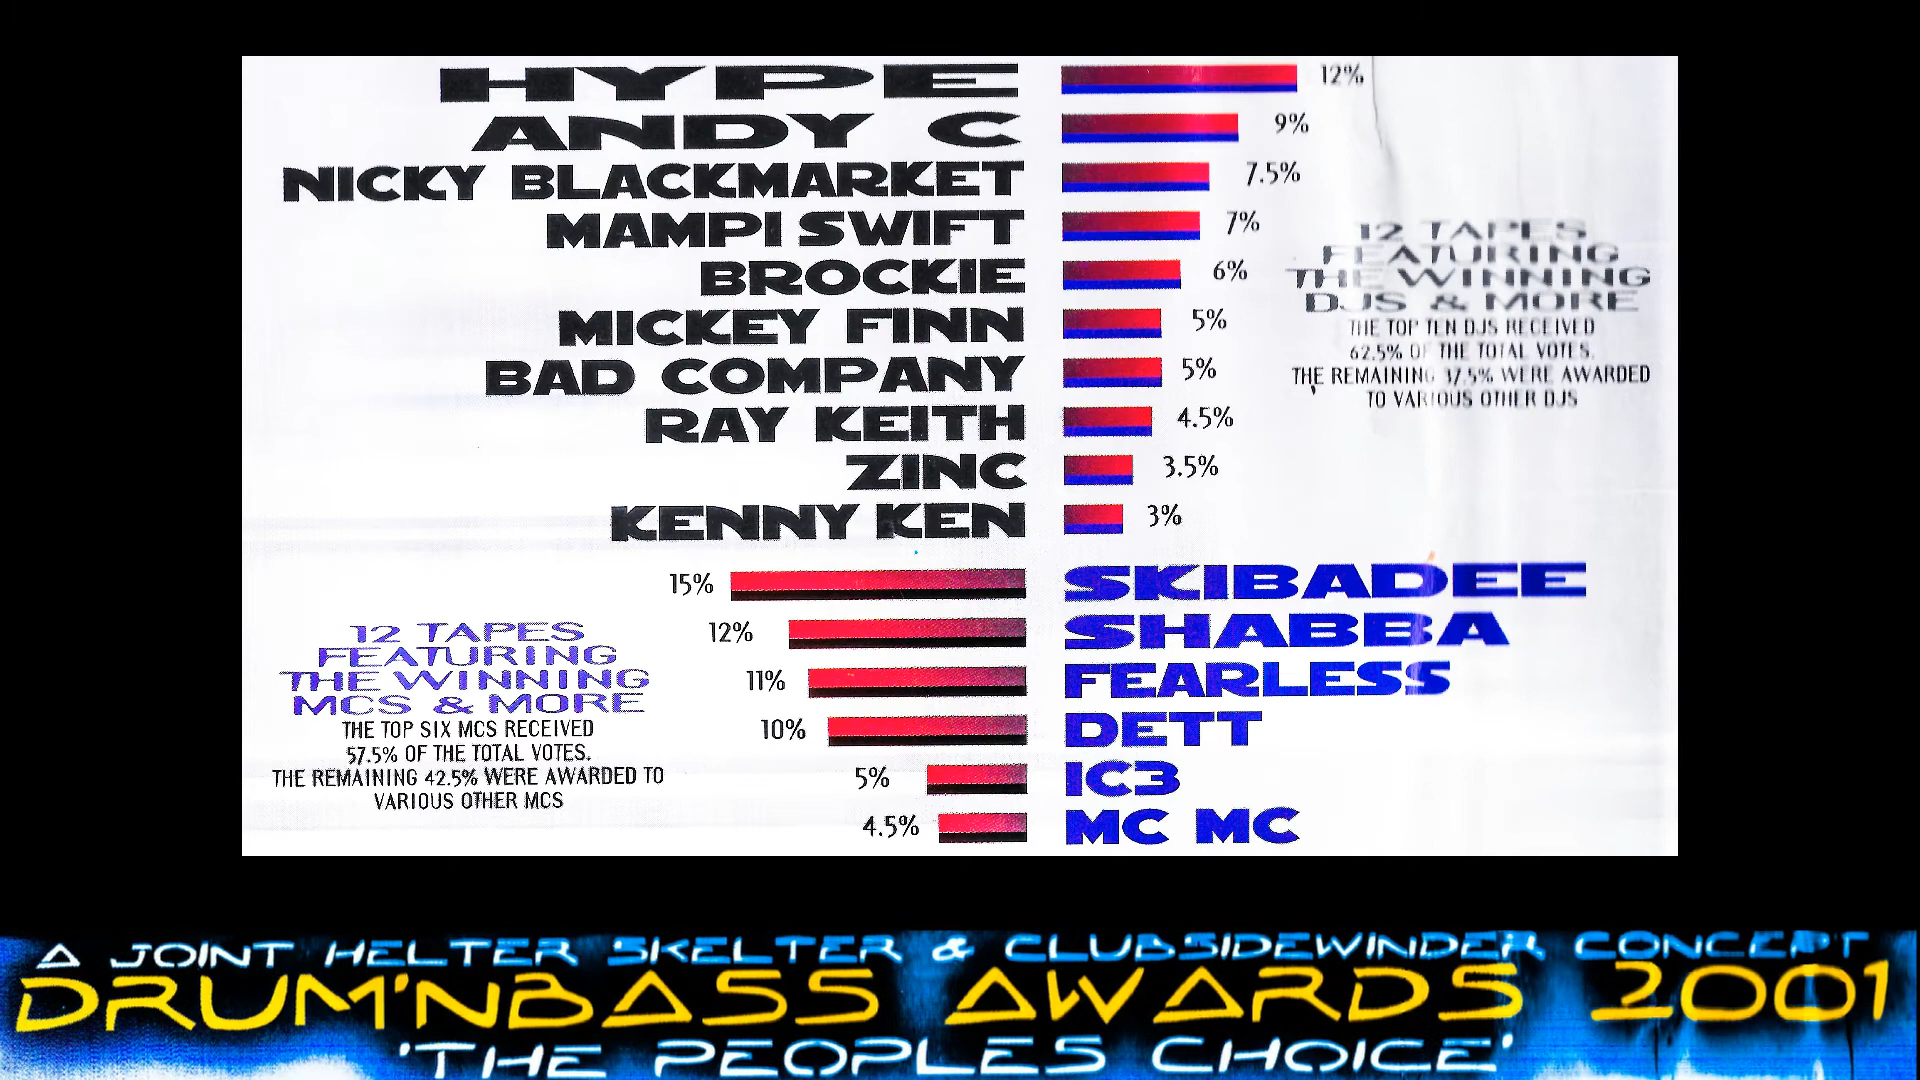 HYPE 12%
ANDY C 9%
NICKY BLACKMARKET 7.5%
MAMPI SWIFT 7%
BROCKIE 6%
MICKEY FINN 5%
BAD COMPANY 5%
RAY KEITH 4.5%
ZINC 3.5%
KENNY KEN 3%
12 TAPES
FEATURING
THE WINNING
DJS & MORE
THE TOP TEN DJS RECEIVED
62.5% OF THE TOTAL VOTES.
THE REMAINING 37.5% WERE AWARDED
TO VARIOUS OTHER DJS
15% SKIBADEE
12% SHABBA
11% FEARLESS
10% DETT
5% IC3
4.5% MC MC
12 TAPES
FEATURING
THE WINNING
MCS & MORE
THE TOP SIX MCS RECEIVED
57.5% OF THE TOTAL VOTES.
THE REMAINING 42.5% WERE AWARDED TO
VARIOUS OTHER MCS
A JOINT HELTER SKELTER & CLUBSIDEWINDER CONCEPT
DRUM'NBASS AWARDS 2001
'THE PEOPLES CHOICE'